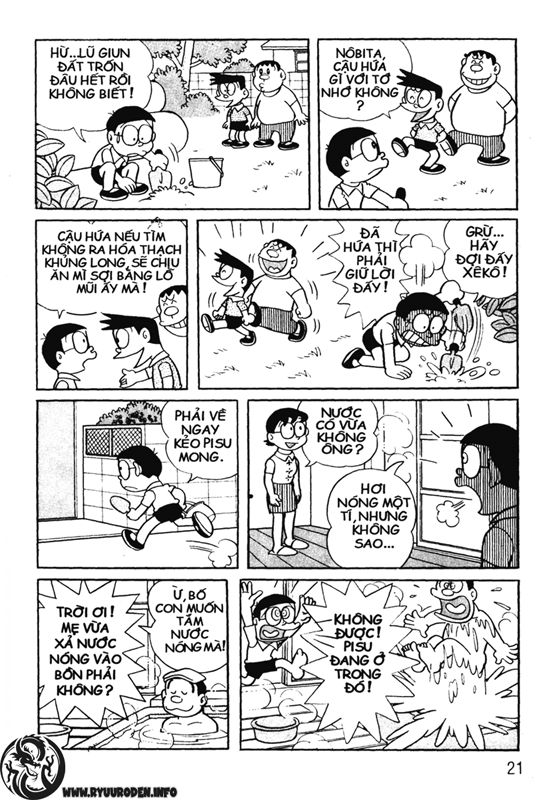 HỪ...LŨ GIUN
ĐẤT TRỐN
ĐÂU HẾT RỒI
KHÔNG BIẾT!
NÔBITA,
CẬU HỨA
GÌ VỚI TỚ
NHỚ KHÔNG
?
CẬU HỨA NẾU TÌM
KHÔNG RA HÓA THẠCH
KHỦNG LONG, SẼ CHỊU
ĂN MÌ SỢI BẰNG LỖ
MŨI ẤY MÀ!
ĐÃ
HỨA THÌ
PHẢI
GIỮ LỜI
ĐẤY!
GRỪ...
HÃY
ĐỢI ĐẤY
XÊKÔ!
PHẢI VỀ
NGAY
KẺO PISU
MONG.
NƯỚC
CÓ VỪA
KHÔNG
ÔNG?
HƠI
NÓNG MỘT
TÍ, NHƯNG
KHÔNG
SAO...
TRỜI ƠI!
MẸ VỪA
XẢ NƯỚC
NÓNG VÀO
BỒN PHẢI
KHÔNG?
Ừ, BỐ
CON MUỐN
TẮM
NƯỚC
NÓNG MÀ!
KHÔNG
ĐƯỢC!
PISU
ĐANG Ở
TRONG
ĐÓ!
21
WWW.RYUURODEN.INFO